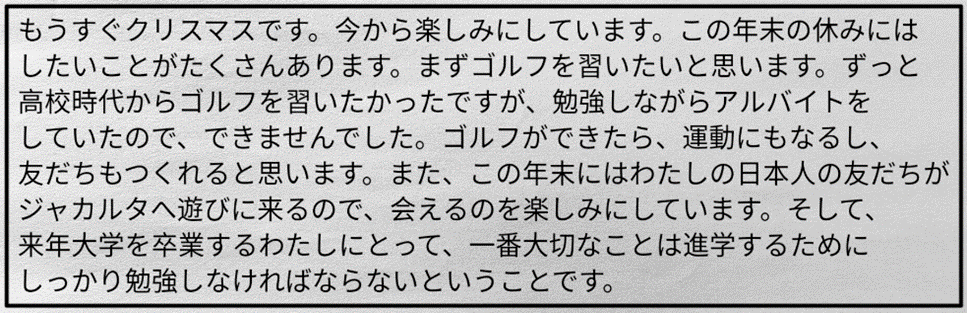 もうすぐクリスマスです。今から楽しみにしています。この年末の休みには
したいことがたくさんあります。まずゴルフを習いたいと思います。ずっと
高校時代からゴルフを習いたかったですが、勉強しながらアルバイトを
していたので、できませんでした。ゴルフができたら、運動にもなるし、
友だちもつくれると思います。また、この年末にはわたしの日本人の友だちが
ジャカルタへ遊びに来るので、会えるのを楽しみにしています。そして、
来年大学を卒業するわたしにとって、一番大切なことは進学するために
しっかり勉強しなければならないということです。